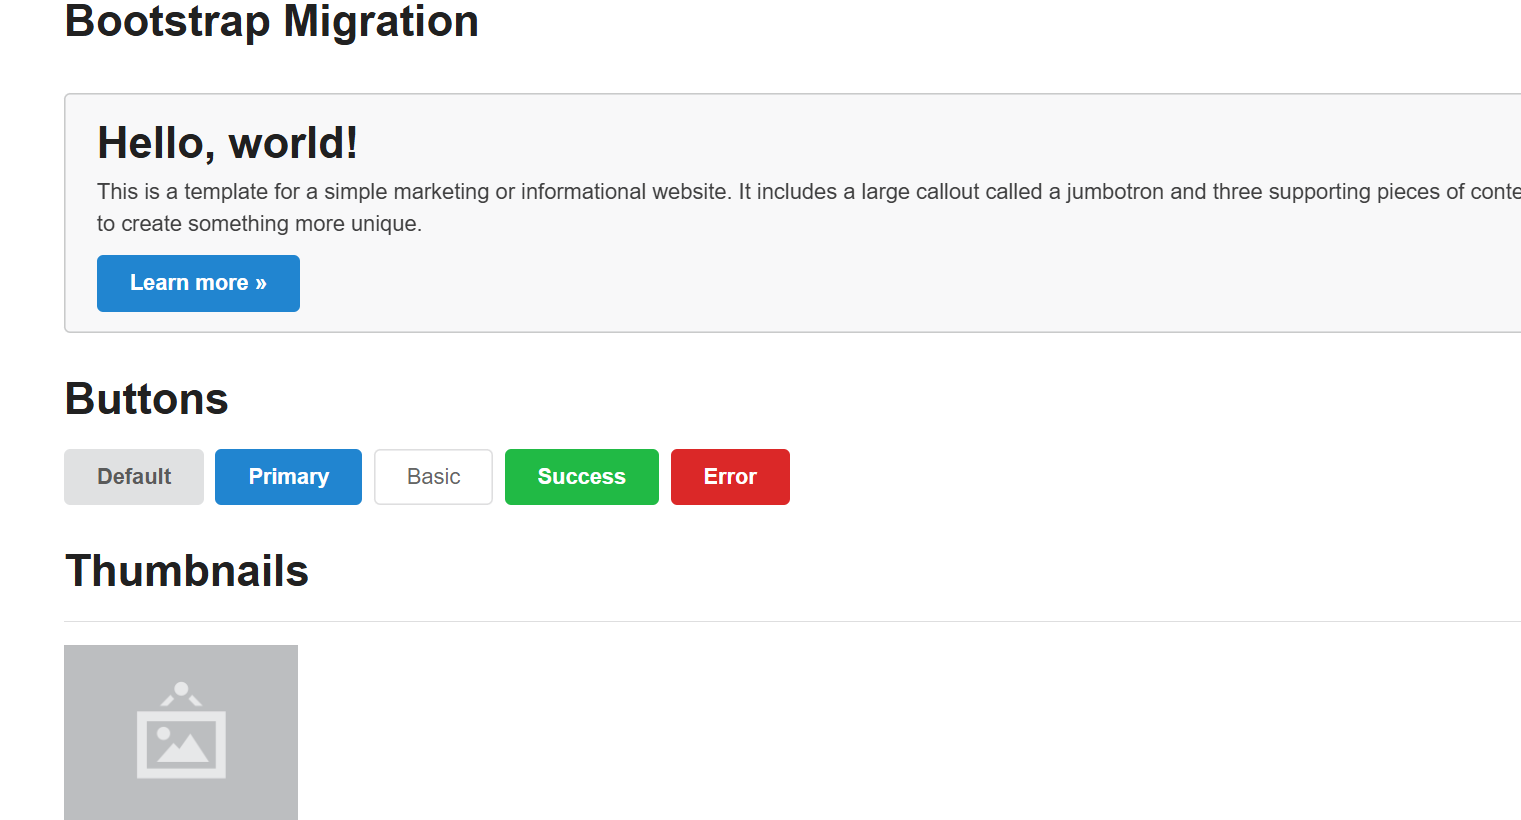 Bootstrap Migration
Hello, world!
This is a template for a simple marketing or informational website. It includes a large callout called a jumbotron and three supporting pieces of conte
to create something more unique.
Learn more »
Buttons
Default Primary Basic Success Error
Thumbnails